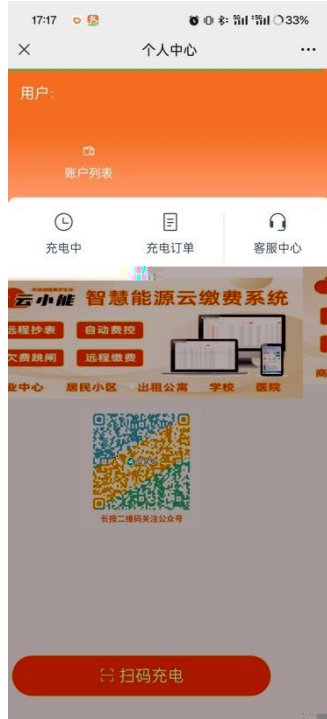 17:17
33%
个人中心
用户:
账户列表
充电中
充电订单
客服中心
云小能
智慧能源云缴费系统
远程抄表
自动费控
欠费跳闸
远程缴费
业中心 居民小区 出租公寓 学校 医院
商
长按二维码关注公众号
扫码充电